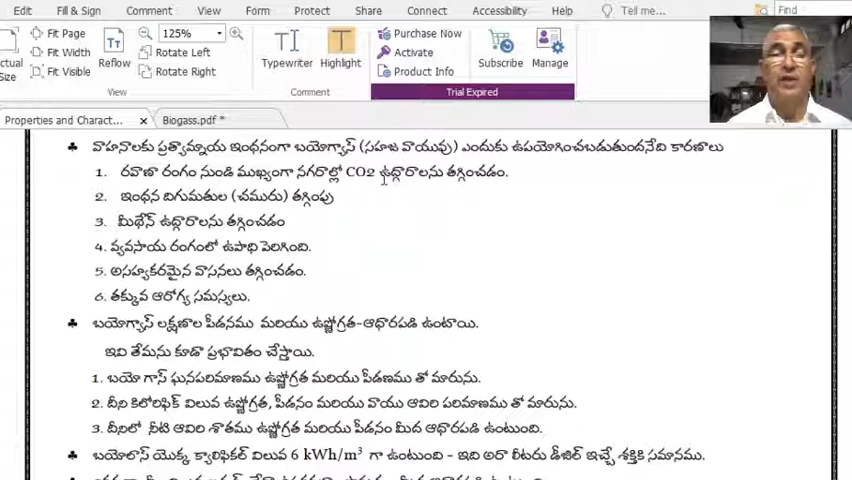 Edit Fill & Sign Comment View Form Protect Share Connect Accessibility Help Tell me... Find
Fit Page 125% Rotate Left Purchase Now
Actual Size Fit Width Reflow Rotate Right Typewriter Highlight Activate Subscribe Manage
Fit Visible Product Info
View Comment Trial Expired
Properties and Charact... Biogass.pdf *
♣ వాహనాలకు ప్రత్యామ్నాయ ఇంధనంగా బయోగ్యాస్ (సహజ వాయువు) ఎందుకు ఉపయోగించబడుతుందనేది కారణాలు
1. రవాణా రంగం నుండి ముఖ్యంగా నగరాల్లో CO2 ఉద్గారాలను తగ్గించడం.
2. ఇంధన దిగుమతుల (చమురు) తగ్గింపు
3. మీథేన్ ఉద్గారాలను తగ్గించడం
4. వ్యవసాయ రంగంలో ఉపాధి పెరిగింది.
5. అసహ్యకరమైన వాసనలు తగ్గించడం.
6. తక్కువ ఆరోగ్య సమస్యలు.
♣ బయోగ్యాస్ లక్షణాల పీడనము మరియు ఉష్ణోగ్రత-ఆధారపడి ఉంటాయి.
ఇవి తేమను కూడా ప్రభావితం చేస్తాయి.
1. బయో గాస్ ఘనపరిమాణము ఉష్ణోగ్రత మరియు పీడణము తో మారును.
2. దీని కిలోరిఫిక్ విలువ ఉష్ణోగ్రత, పీడనం మరియు వాయు ఆవిరి పరిమాణము తో మారును.
3. దీనిలో నీటి ఆవిరి శాతము ఉష్ణోగ్రత మరియు పీడనం మీద ఆధారపడి ఉంటుంది.
♣ బయోలాస్ యొక్క క్యాలిఫికల్ విలువ 6 kWh/m³ గా ఉంటుంది - ఇది అరా లీటరు డీజిల్ ఇచ్చే శక్తికి సమానము.